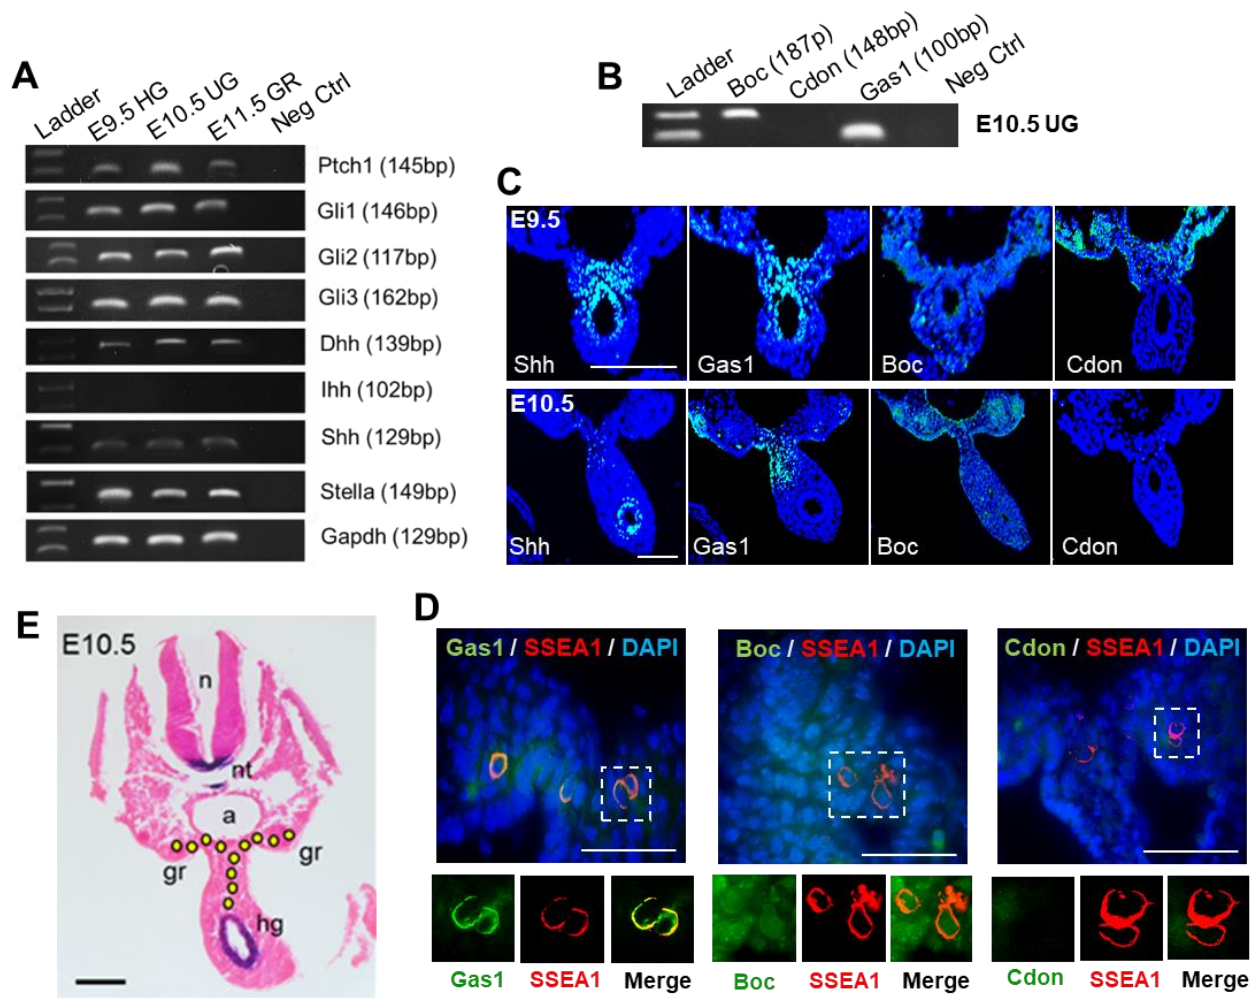 A
Ladder
E9.5 HG
E10.5 UG
E11.5 GR
Neg Ctrl
Ptch1 (145bp)
Gli1 (146bp)
Gli2 (117bp)
Gli3 (162bp)
Dhh (139bp)
Ihh (102bp)
Shh (129bp)
Stella (149bp)
Gapdh (129bp)
B
Ladder
Boc (187p)
Cdon (148bp)
Gas1 (100bp)
Neg Ctrl
E10.5 UG
C
E9.5
Shh
Gas1
Boc
Cdon
E10.5
Shh
Gas1
Boc
Cdon
E
E10.5
n
nt
a
gr
gr
hg
D
Gas1 / SSEA1 / DAPI
Boc / SSEA1 / DAPI
Cdon / SSEA1 / DAPI
Gas1 SSEA1 Merge
Boc SSEA1 Merge
Cdon SSEA1 Merge